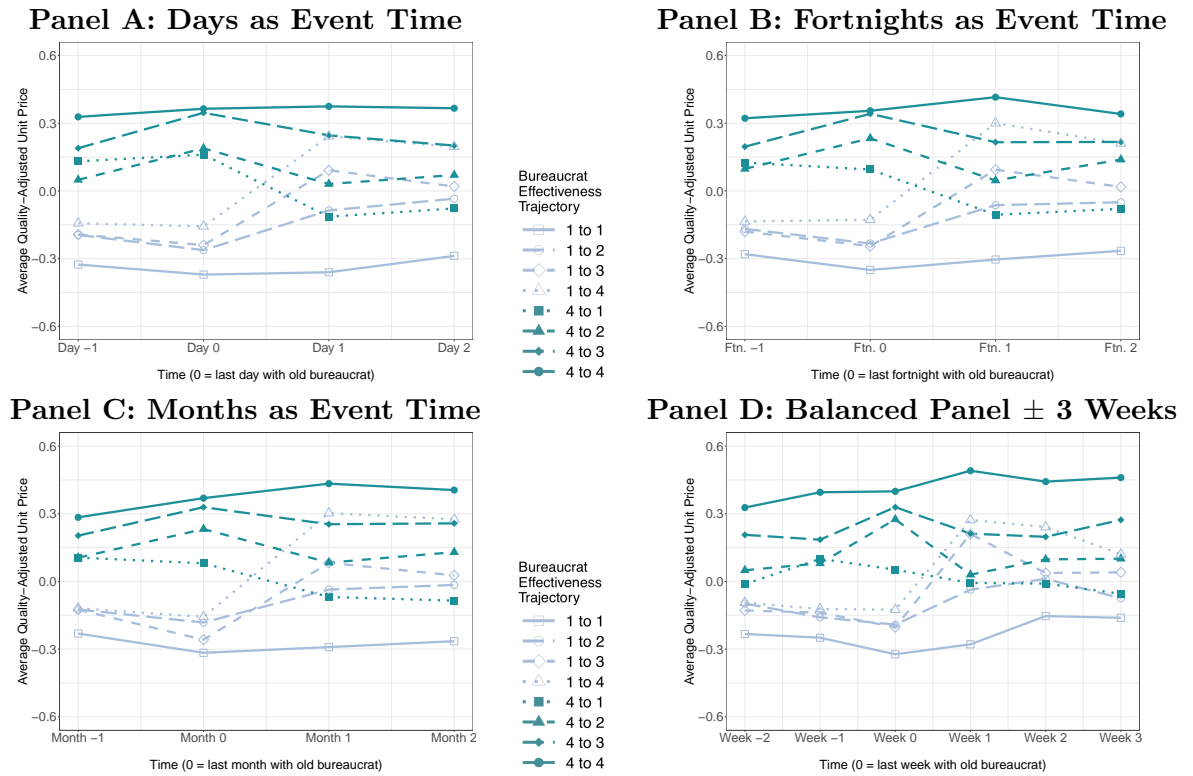 Panel A: Days as Event Time
Average Quality−Adjusted Unit Price
0.6
0.3
0.0
−0.3
−0.6
Day −1
Day 0
Day 1
Day 2
Time (0 = last day with old bureaucrat)
Bureaucrat
Effectiveness
Trajectory
1 to 1
1 to 2
1 to 3
1 to 4
4 to 1
4 to 2
4 to 3
4 to 4
Panel B: Fortnights as Event Time
Average Quality−Adjusted Unit Price
0.6
0.3
0.0
−0.3
−0.6
Ftn. −1
Ftn. 0
Ftn. 1
Ftn. 2
Time (0 = last fortnight with old bureaucrat)
Panel C: Months as Event Time
Average Quality−Adjusted Unit Price
0.6
0.3
0.0
−0.3
−0.6
Month −1
Month 0
Month 1
Month 2
Time (0 = last month with old bureaucrat)
Bureaucrat
Effectiveness
Trajectory
1 to 1
1 to 2
1 to 3
1 to 4
4 to 1
4 to 2
4 to 3
4 to 4
Panel D: Balanced Panel ± 3 Weeks
Average Quality−Adjusted Unit Price
0.6
0.3
0.0
−0.3
−0.6
Week −2
Week −1
Week 0
Week 1
Week 2
Week 3
Time (0 = last week with old bureaucrat)